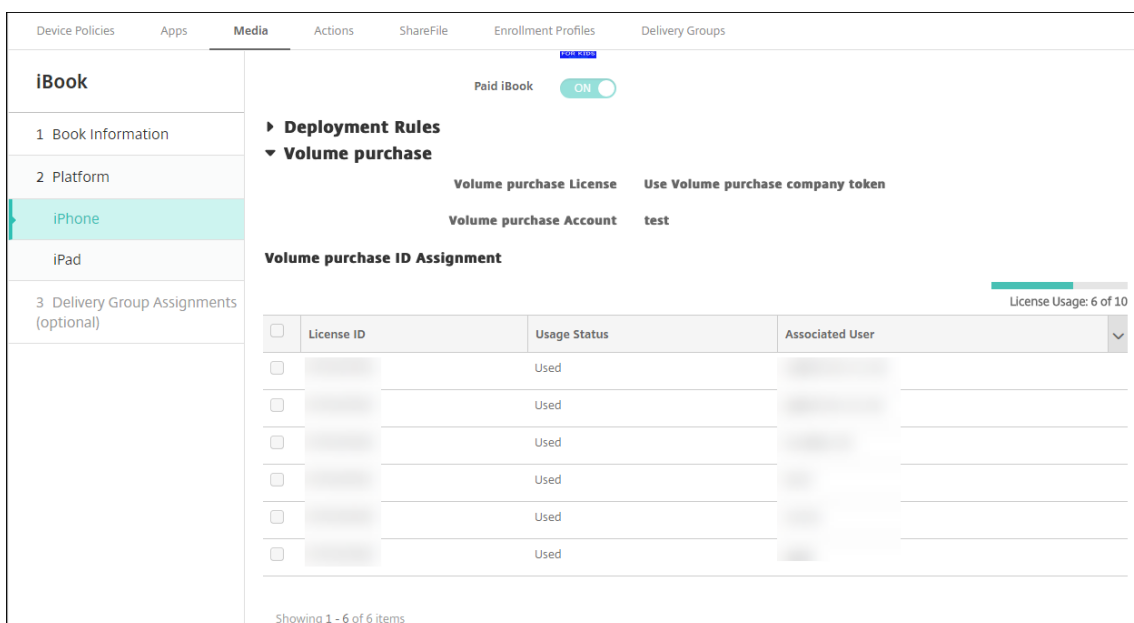 Device Policies Apps Media Actions ShareFile Enrollment Profiles Delivery Groups
FOR KIDS
iBook
Paid iBook ON
1 Book Information
2 Platform
iPhone
iPad
3 Delivery Group Assignments
(optional)
Deployment Rules
Volume purchase
Volume purchase License Use Volume purchase company token
Volume purchase Account test
Volume purchase ID Assignment
License Usage: 6 of 10
License ID Usage Status Associated User
Used
Used
Used
Used
Used
Used
Showing 1 - 6 of 6 items